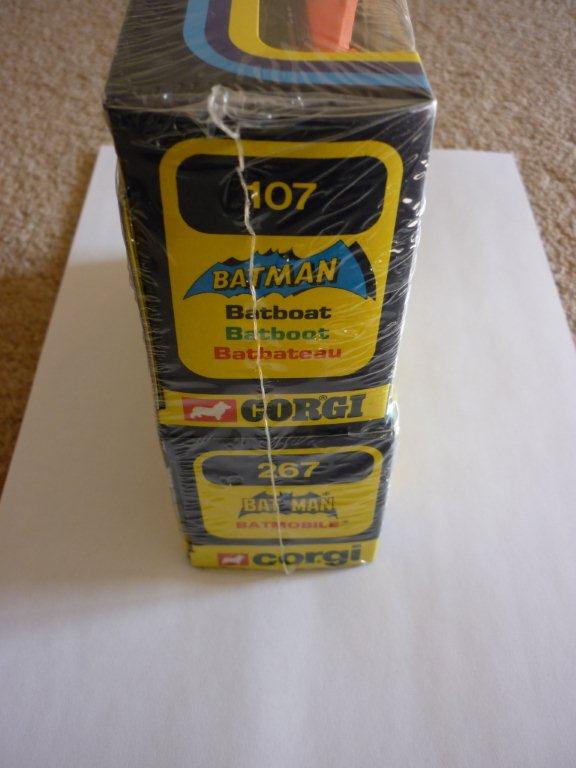 107
BATMAN
Batboat
Batboot
Batbateau
CORGI®
267
BATMAN
BATMOBILE
corgi